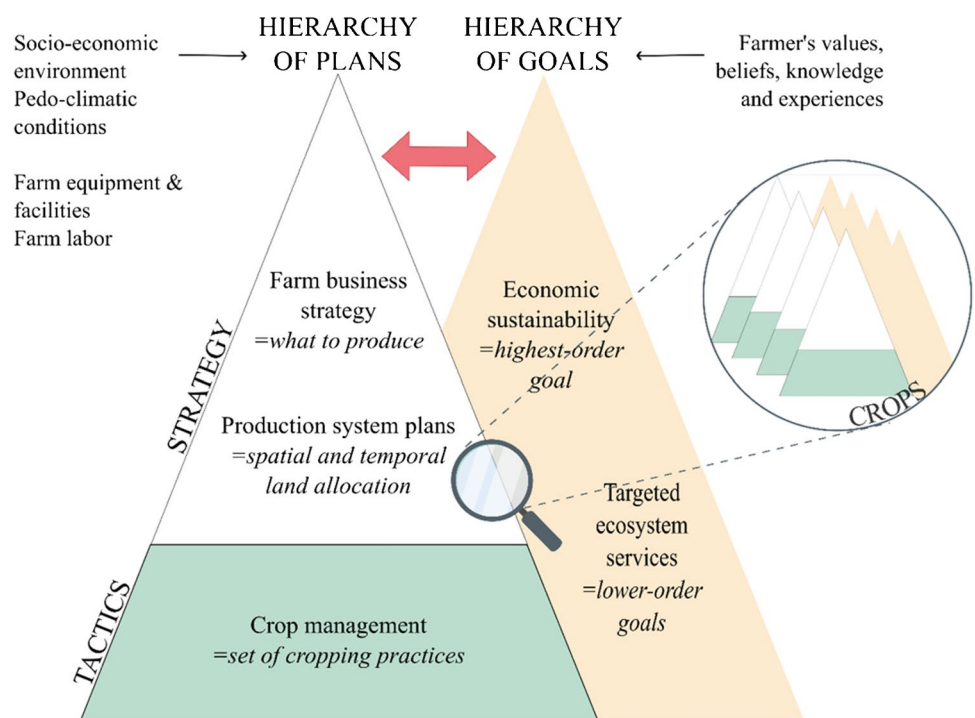 HIERARCHY
OF PLANS
HIERARCHY
OF GOALS
Socio-economic
environment
Pedo-climatic
conditions
Farm equipment &
facilities
Farm labor
Farmer's values,
beliefs, knowledge
and experiences
STRATEGY
Farm business
strategy
=what to produce
Production system plans
=spatial and temporal
land allocation
Economic
sustainability
=highest-order
goal
CROPS
Targeted
ecosystem
services
=lower-order
goals
TACTICS
Crop management
=set of cropping practices